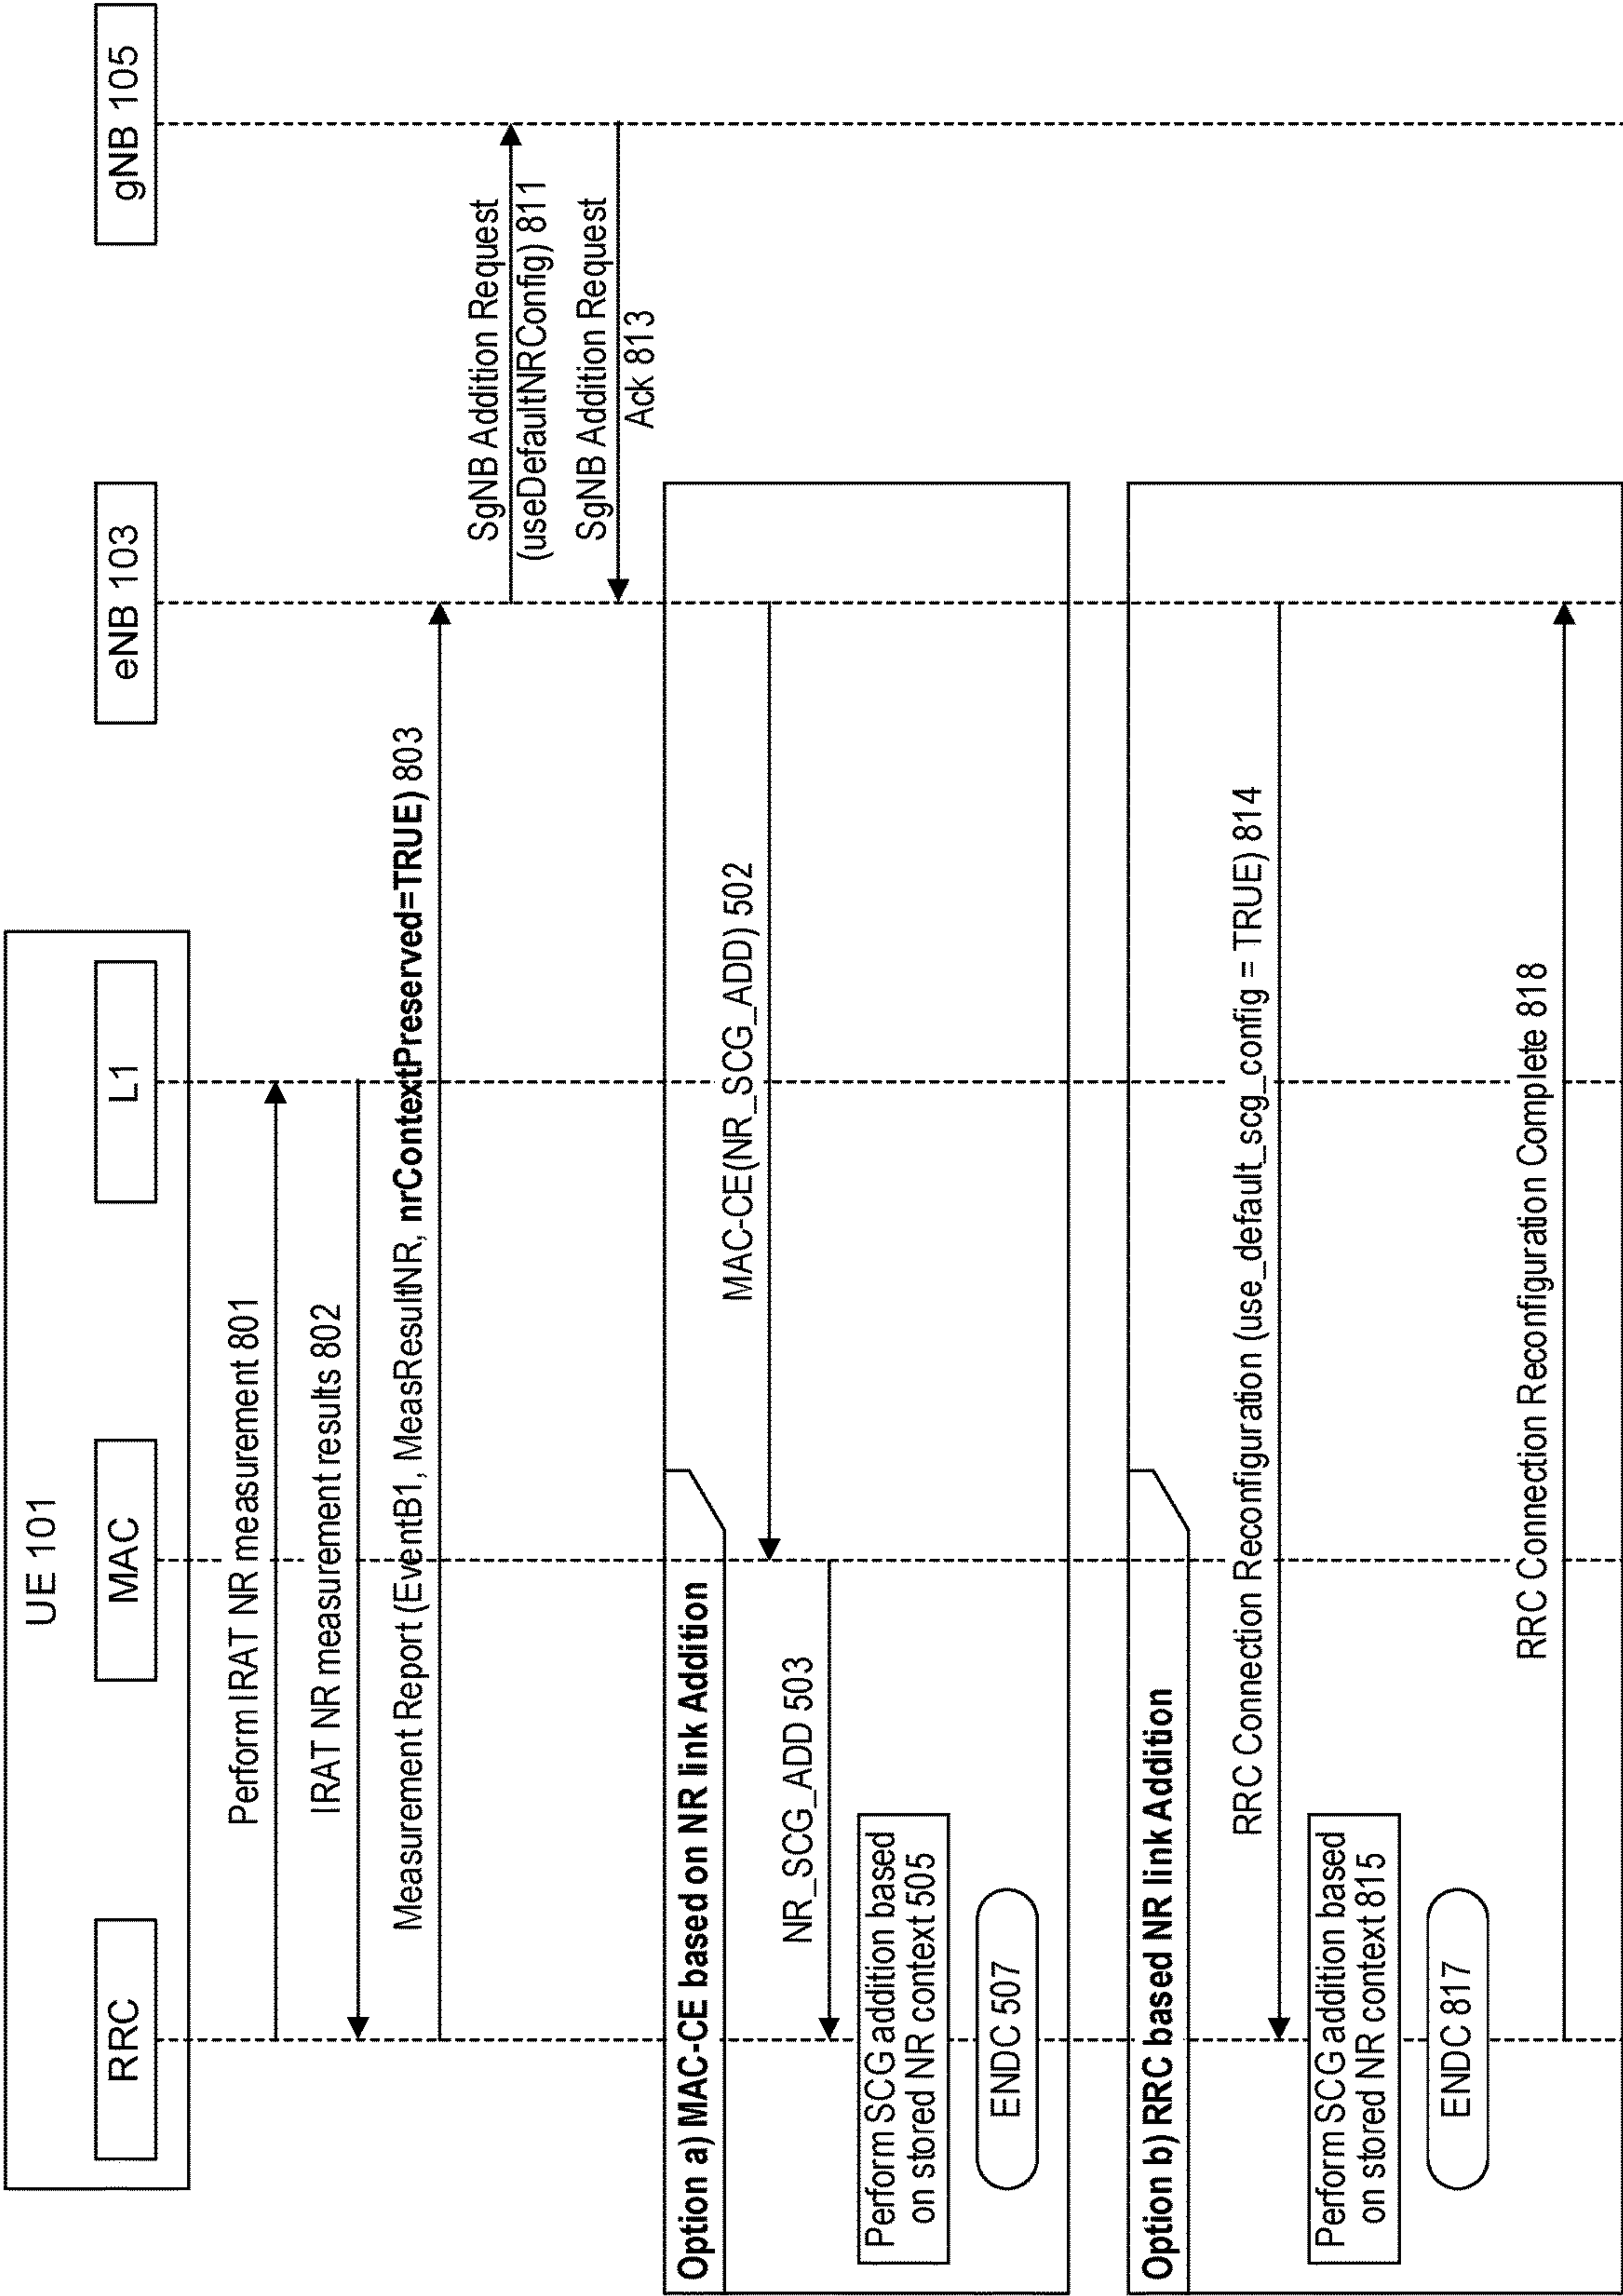 UE 101
RRC
MAC
L1
eNB 103
gNB 105
Perform IRAT NR measurement 801
IRAT NR measurement results 802
Measurement Report (EventB1, MeasResultNR, nrContextPreserved=TRUE) 803
SgNB Addition Request
(useDefaultNRConfig) 811
SgNB Addition Request
Ack 813
Option a) MAC-CE based on NR link Addition
MAC-CE(NR_SCG_ADD) 502
NR_SCG_ADD 503
Perform SCG addition based
on stored NR context 505
ENDC 507
Option b) RRC based NR link Addition
RRC Connection Reconfiguration (use_default_scg_config = TRUE) 814
Perform SCG addition based
on stored NR context 815
ENDC 817
RRC Connection Reconfiguration Complete 818